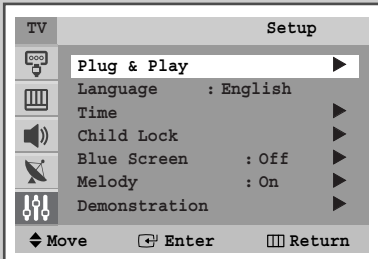 TV Setup
Plug & Play
Language : English
Time
Child Lock
Blue Screen : Off
Melody : On
Demonstration
Move Enter Return